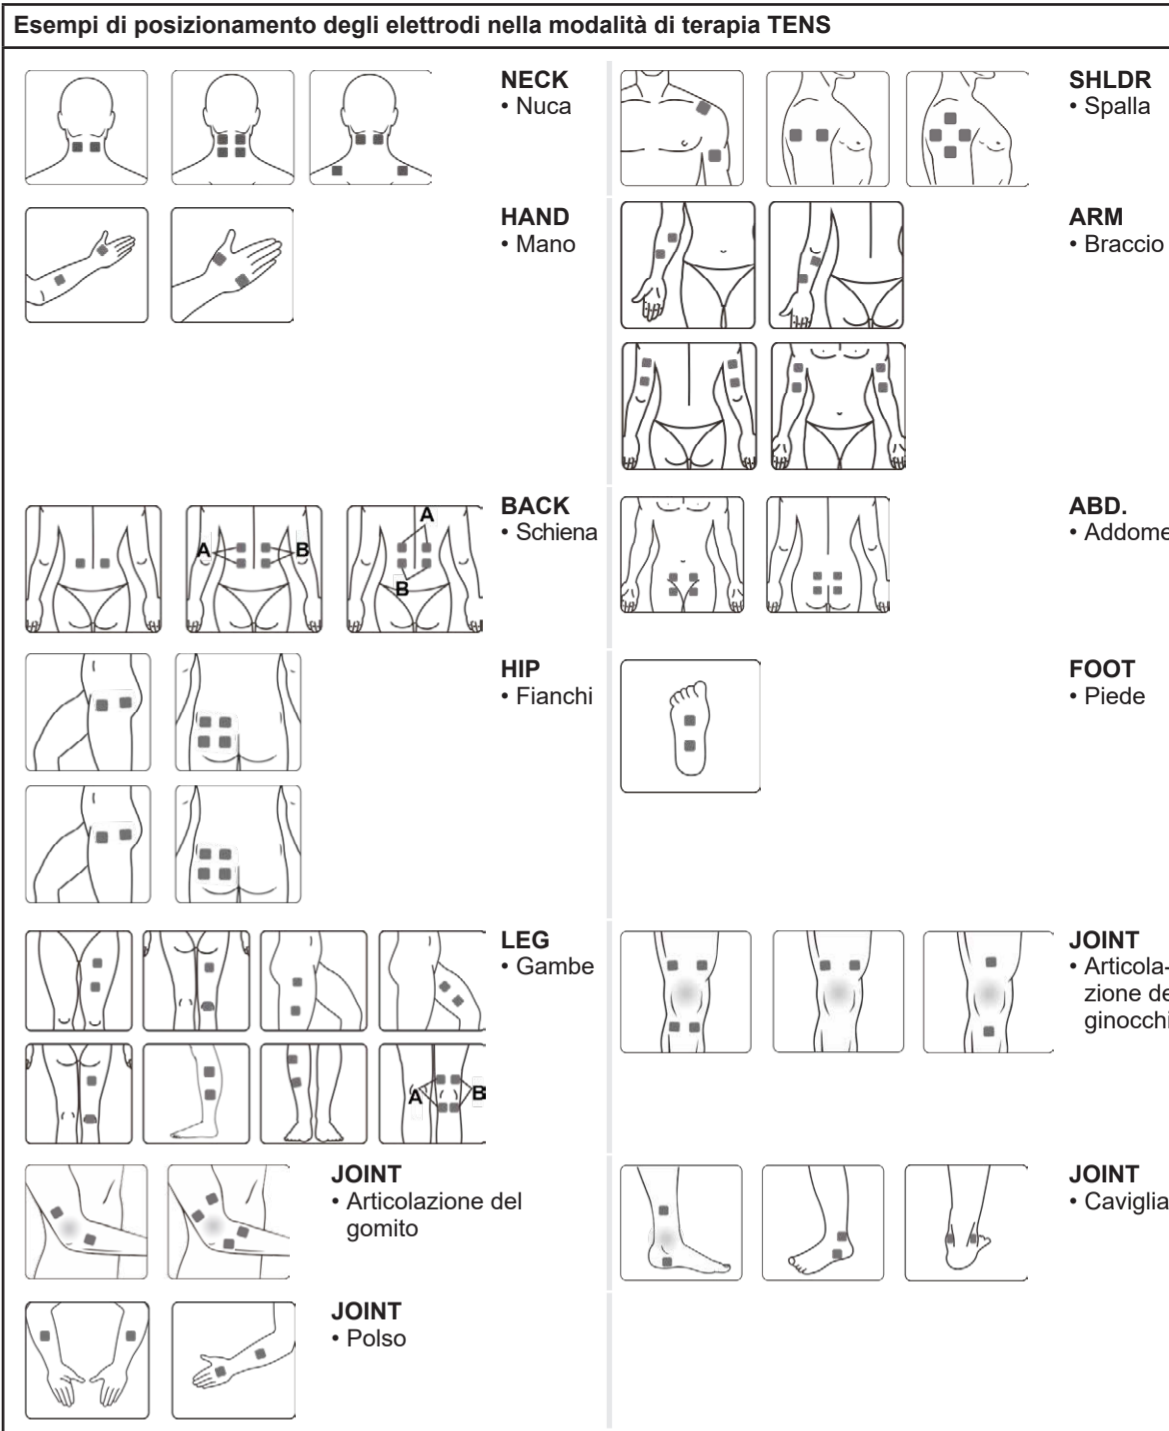 Esempi di posizionamento degli elettrodi nella modalità di terapia TENS
NECK
• Nuca
SHLDR
• Spalla
HAND
• Mano
ARM
• Braccio
BACK
• Schiena
A
B
A
B
ABD.
• Addome
HIP
• Fianchi
FOOT
• Piede
LEG
• Gambe
A
B
JOINT
• Articola-
zione de
ginocchi
JOINT
• Articolazione del
gomito
JOINT
• Caviglia
JOINT
• Polso